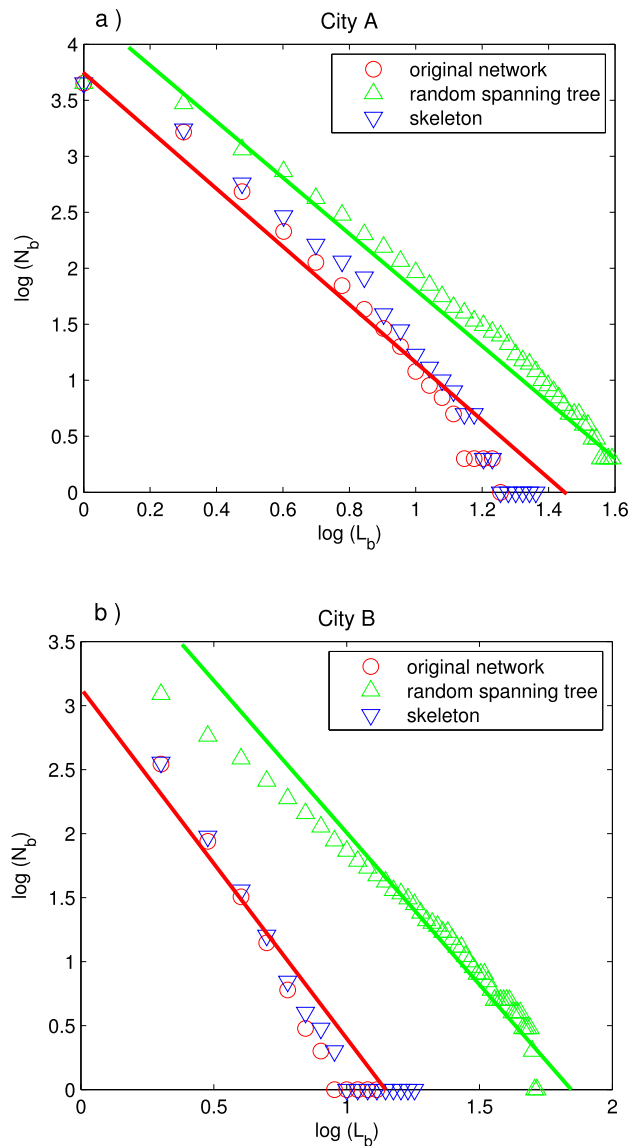 a )
City A
4
3.5
3
2.5
2
1.5
1
0.5
0
log (N_b)
original network
random spanning tree
skeleton
0 0.2 0.4 0.6 0.8 1 1.2 1.4 1.6
log (L_b)
b )
City B
3.5
3
2.5
2
1.5
1
0.5
0
log (N_b)
original network
random spanning tree
skeleton
0 0.5 1 1.5 2
log (L_b)